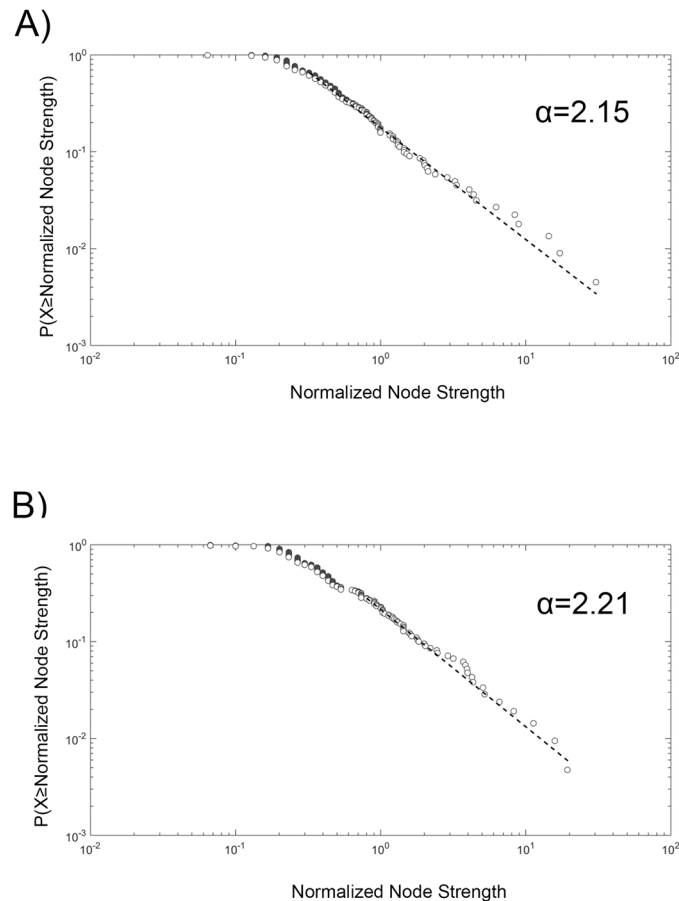 A)
10^0
α=2.15
10^-1
10^-2
10^-3
P(X≥Normalized Node Strength)
10^-2
10^-1
10^0
10^1
10^2
Normalized Node Strength
B)
10^0
α=2.21
10^-1
10^-2
10^-3
P(X≥Normalized Node Strength)
10^-2
10^-1
10^0
10^1
10^2
Normalized Node Strength